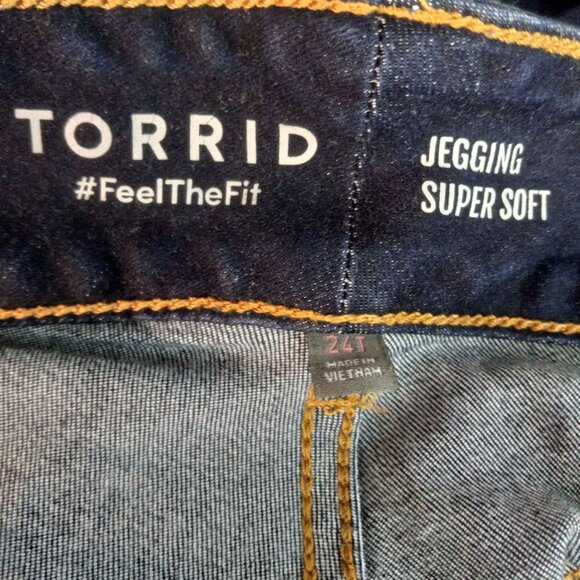 TORRID
#FeelTheFit
JEGGING
SUPER SOFT
24T
MADE IN
VIETNAM